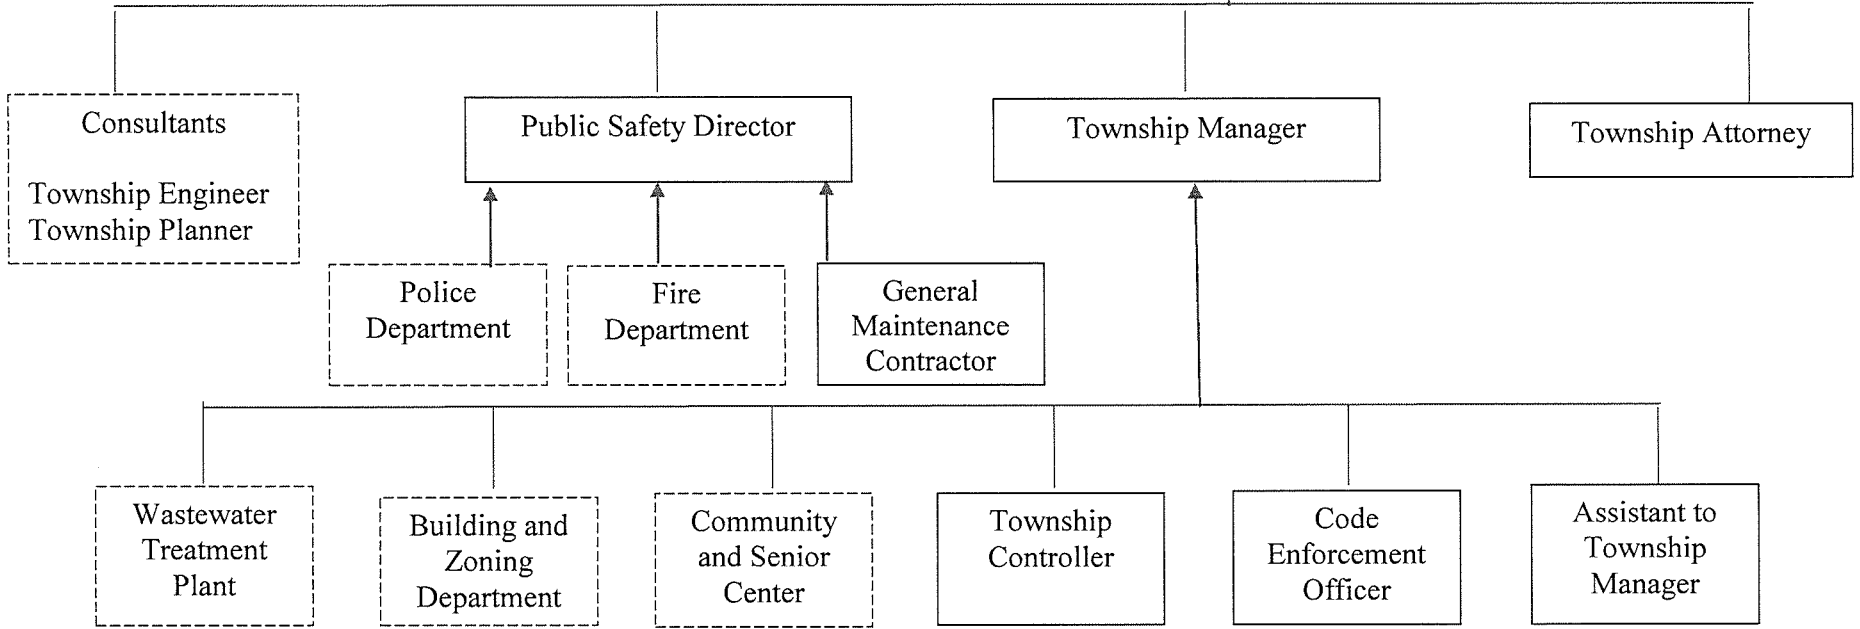 Consultants
Township Engineer
Township Planner
Public Safety Director
Township Manager
Township Attorney
Police
Department
Fire
Department
General
Maintenance
Contractor
Wastewater
Treatment
Plant
Building and
Zoning
Department
Community
and Senior
Center
Township
Controller
Code
Enforcement
Officer
Assistant to
Township
Manager